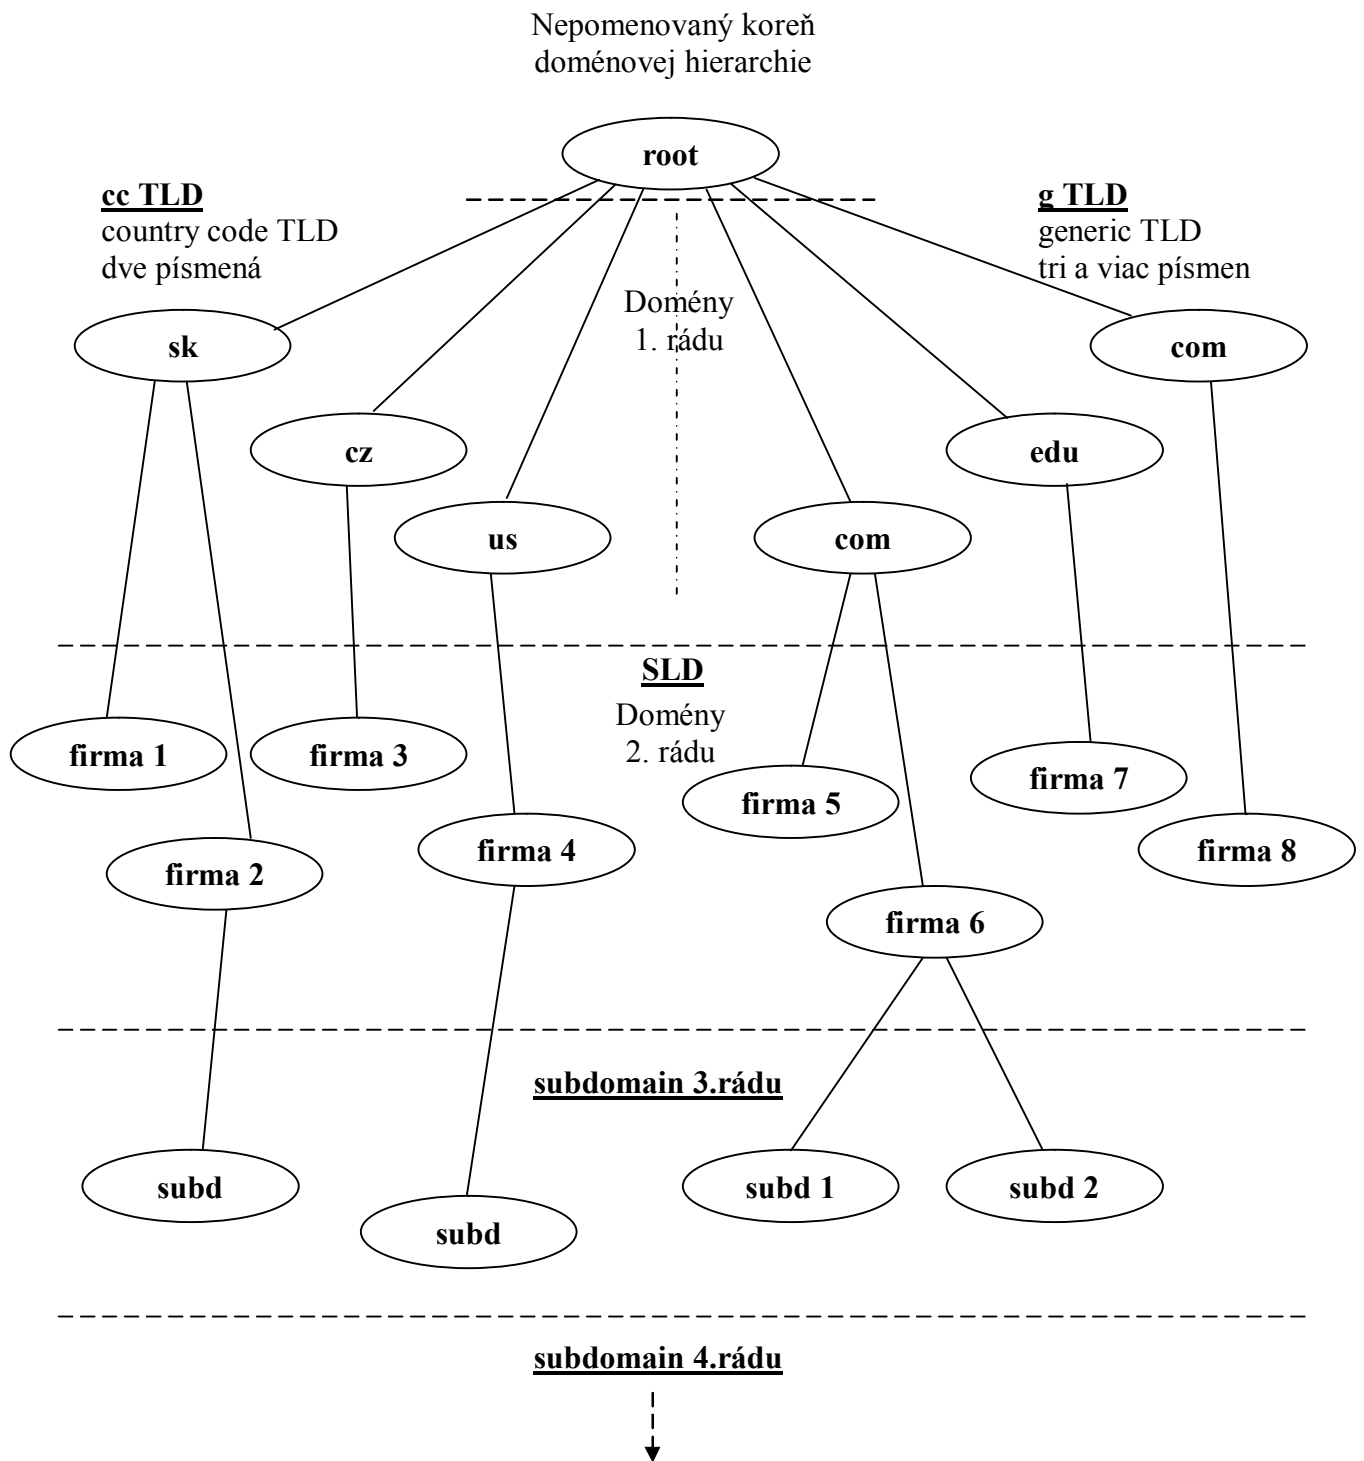 Nepomenovaný koreň
doménovej hierarchie
root
cc TLD
country code TLD
dve písmená
g TLD
generic TLD
tri a viac písmen
Domény
1. rádu
sk
com
cz
edu
us
com
SLD
Domény
2. rádu
firma 1
firma 3
firma 7
firma 5
firma 4
firma 8
firma 2
firma 6
subdomain 3.rádu
subd
subd 1
subd 2
subd
subdomain 4.rádu